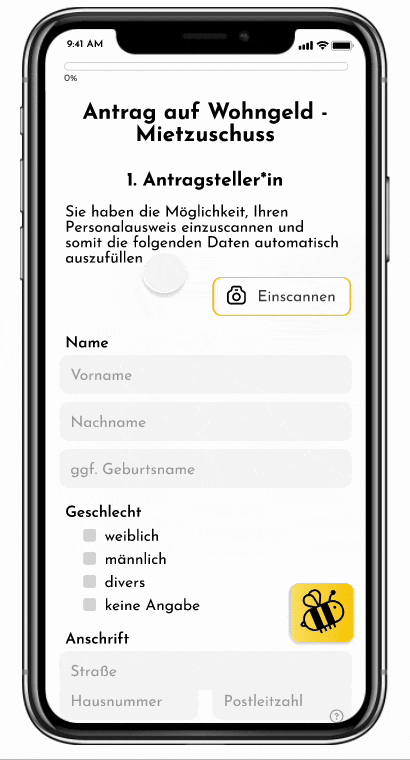 9:41 AM
0%
Antrag auf Wohngeld -
Mietzuschuss
1. Antragsteller*in
Sie haben die Möglichkeit, Ihren
Personalausweis einzuscannen und
somit die folgenden Daten automatisch
auszufüllen
Einscannen
Name
Vorname
Nachname
ggf. Geburtsname
Geschlecht
weiblich
männlich
divers
keine Angabe
Anschrift
Straße
Hausnummer Postleitzahl
?